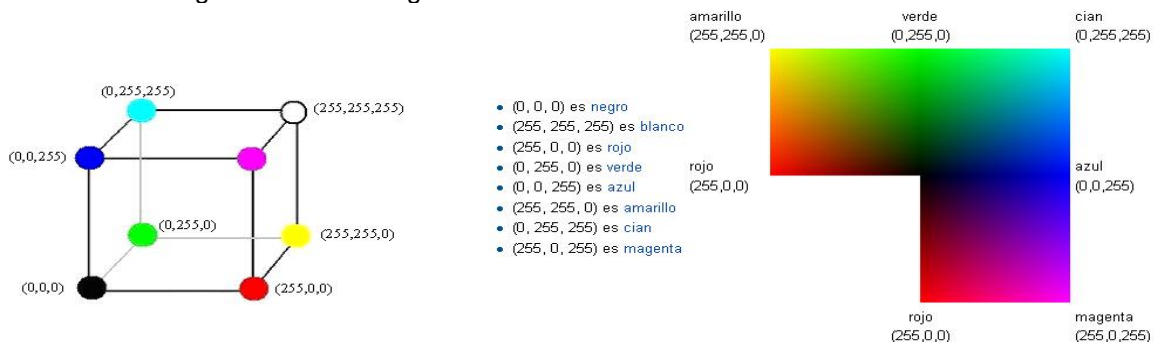 (0,255,255)
(255,255,255)
(0,0,255)
(0,255,0)
(255,255,0)
(0,0,0)
(255,0,0)
• (0, 0, 0) es negro
• (255, 255, 255) es blanco
• (255, 0, 0) es rojo
• (0, 255, 0) es verde
• (0, 0, 255) es azul
• (255, 255, 0) es amarillo
• (0, 255, 255) es cian
• (255, 0, 255) es magenta
amarillo
(255,255,0)
verde
(0,255,0)
cian
(0,255,255)
rojo
(255,0,0)
azul
(0,0,255)
rojo
(255,0,0)
magenta
(255,0,255)